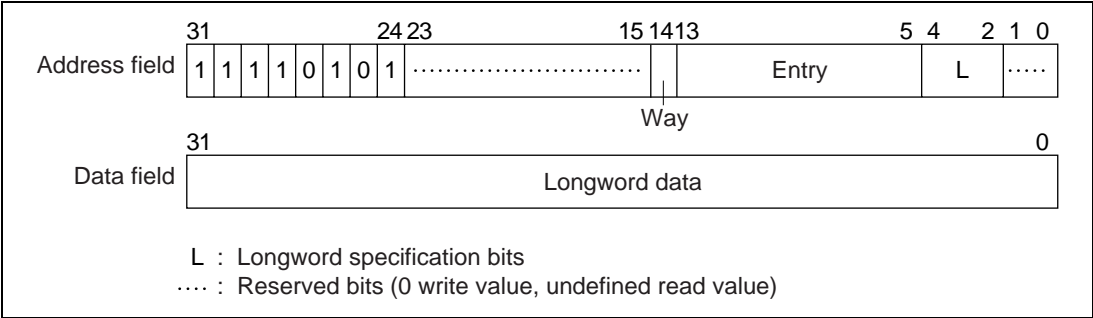 31 24 23 15 14 13 5 4 2 1 0
Address field 1 1 1 1 0 1 0 1 ............................ Entry L .....
Way
31 0
Data field Longword data
L : Longword specification bits
.... : Reserved bits (0 write value, undefined read value)